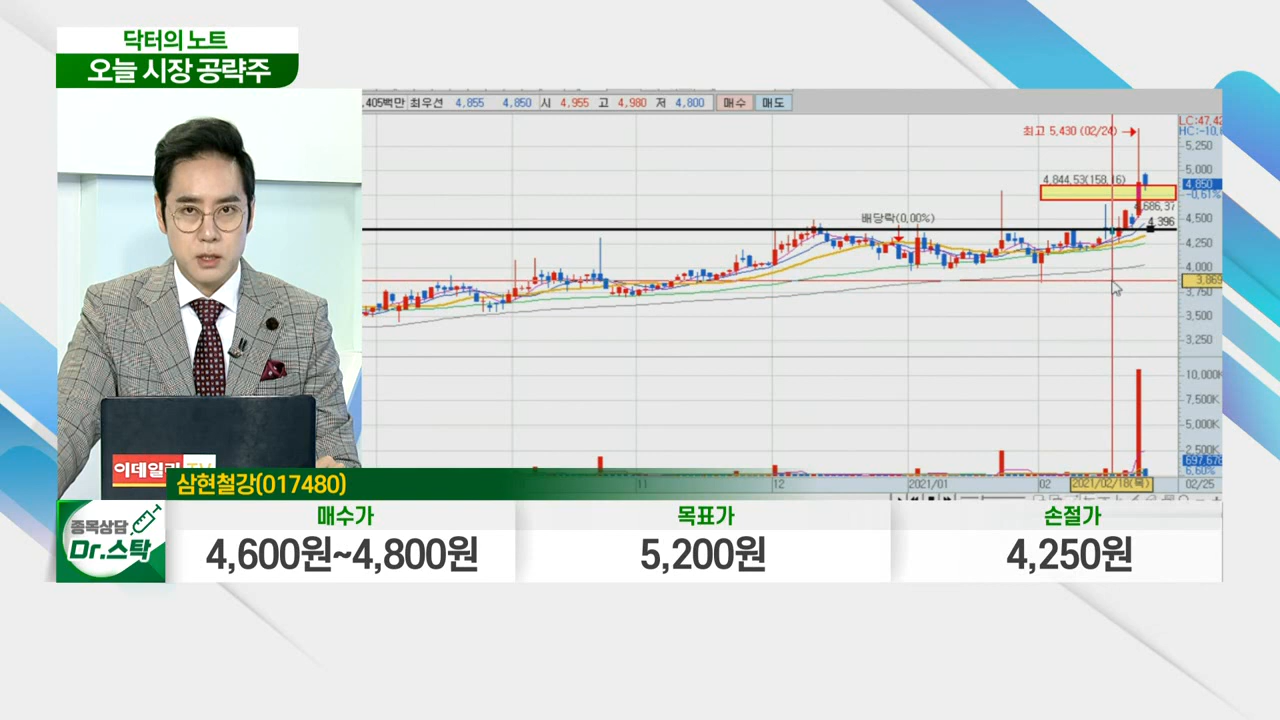 닥터의 노트
오늘 시장 공략주
,405백만 최우선 4,855 4,850 시 4,955 고 4,980 저 4,800 매수 매도
최고 5,430 (02/24)
LC:47.42
5,250
5,000
4,844.53(158.16)
4,850
-0.61%
4,686.37
배당락(0.00%)
4,500
4,396
4,250
4,000
3,869
3,750
3,500
3,250
10,000K
7,500K
5,000K
2,500K
697,678
6.60%
11 12 2021/01 02 2021/02/18(목) 02/25
이데일리 TV
삼현철강(017480)
종목상담
Dr.스탁
매수가 목표가 손절가
4,600원~4,800원 5,200원 4,250원